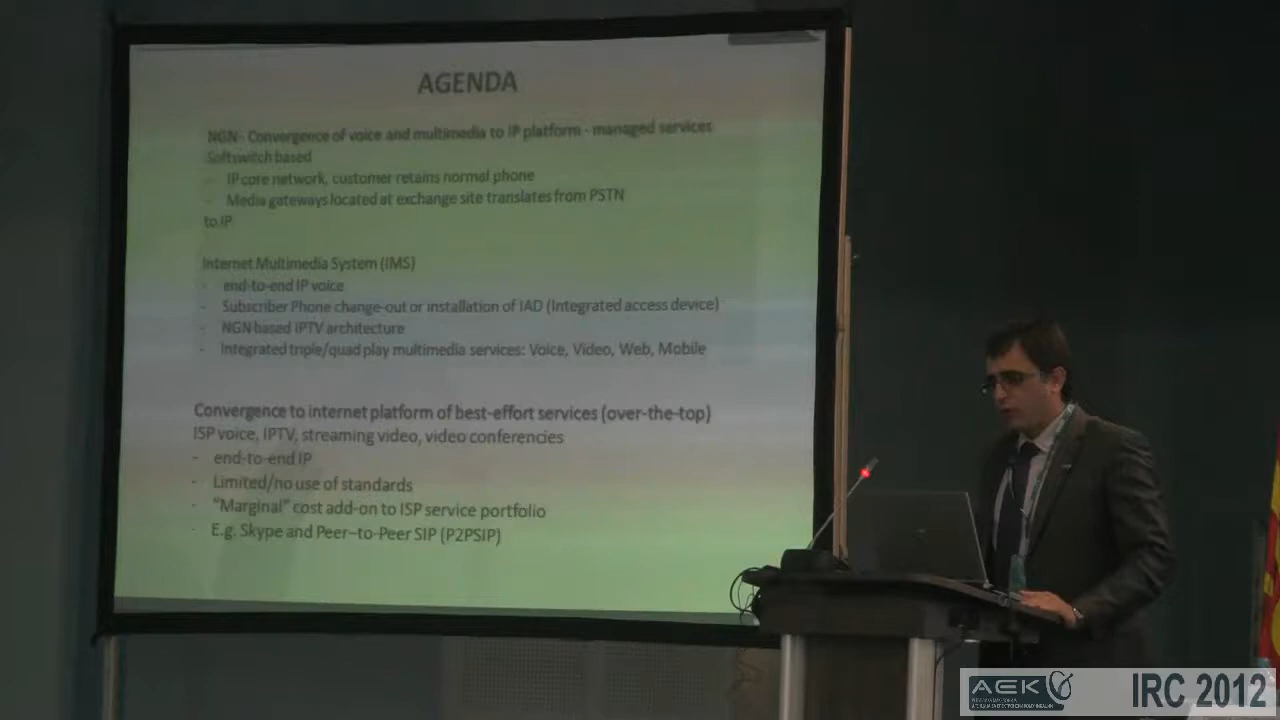 AGENDA
NGN- Convergence of voice and multimedia to IP platform - managed services
Softswitch based
- IP core network, customer retains normal phone
- Media gateways located at exchange site translates from PSTN
to IP
Internet Multimedia System (IMS)
- end-to-end IP voice
- Subscriber Phone change-out or installation of IAD (Integrated access device)
- NGN based IPTV architecture
- Integrated triple/quad play multimedia services: Voice, Video, Web, Mobile
Convergence to internet platform of best-effort services (over-the-top)
ISP voice, IPTV, streaming video, video conferencies
- end-to-end IP
- Limited/no use of standards
- "Marginal" cost add-on to ISP service portfolio
- E.g. Skype and Peer–to-Peer SIP (P2PSIP)
AEK
IRC 2012